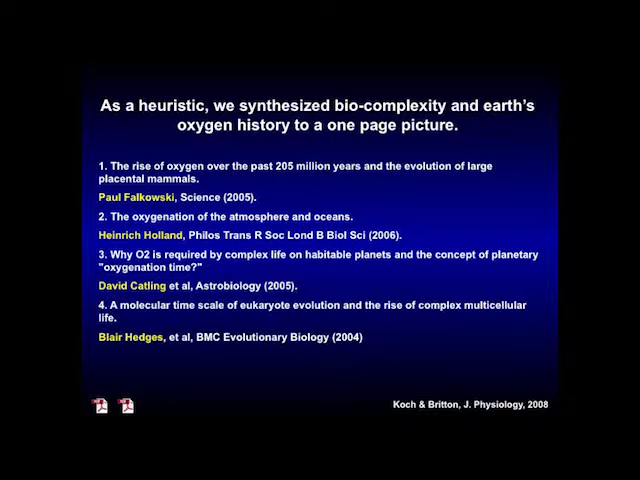 As a heuristic, we synthesized bio-complexity and earth's
oxygen history to a one page picture.
1. The rise of oxygen over the past 205 million years and the evolution of large
placental mammals.
Paul Falkowski, Science (2005).
2. The oxygenation of the atmosphere and oceans.
Heinrich Holland, Philos Trans R Soc Lond B Biol Sci (2006).
3. Why O2 is required by complex life on habitable planets and the concept of planetary
"oxygenation time?"
David Catling et al, Astrobiology (2005).
4. A molecular time scale of eukaryote evolution and the rise of complex multicellular
life.
Blair Hedges, et al, BMC Evolutionary Biology (2004)
Koch & Britton, J. Physiology, 2008